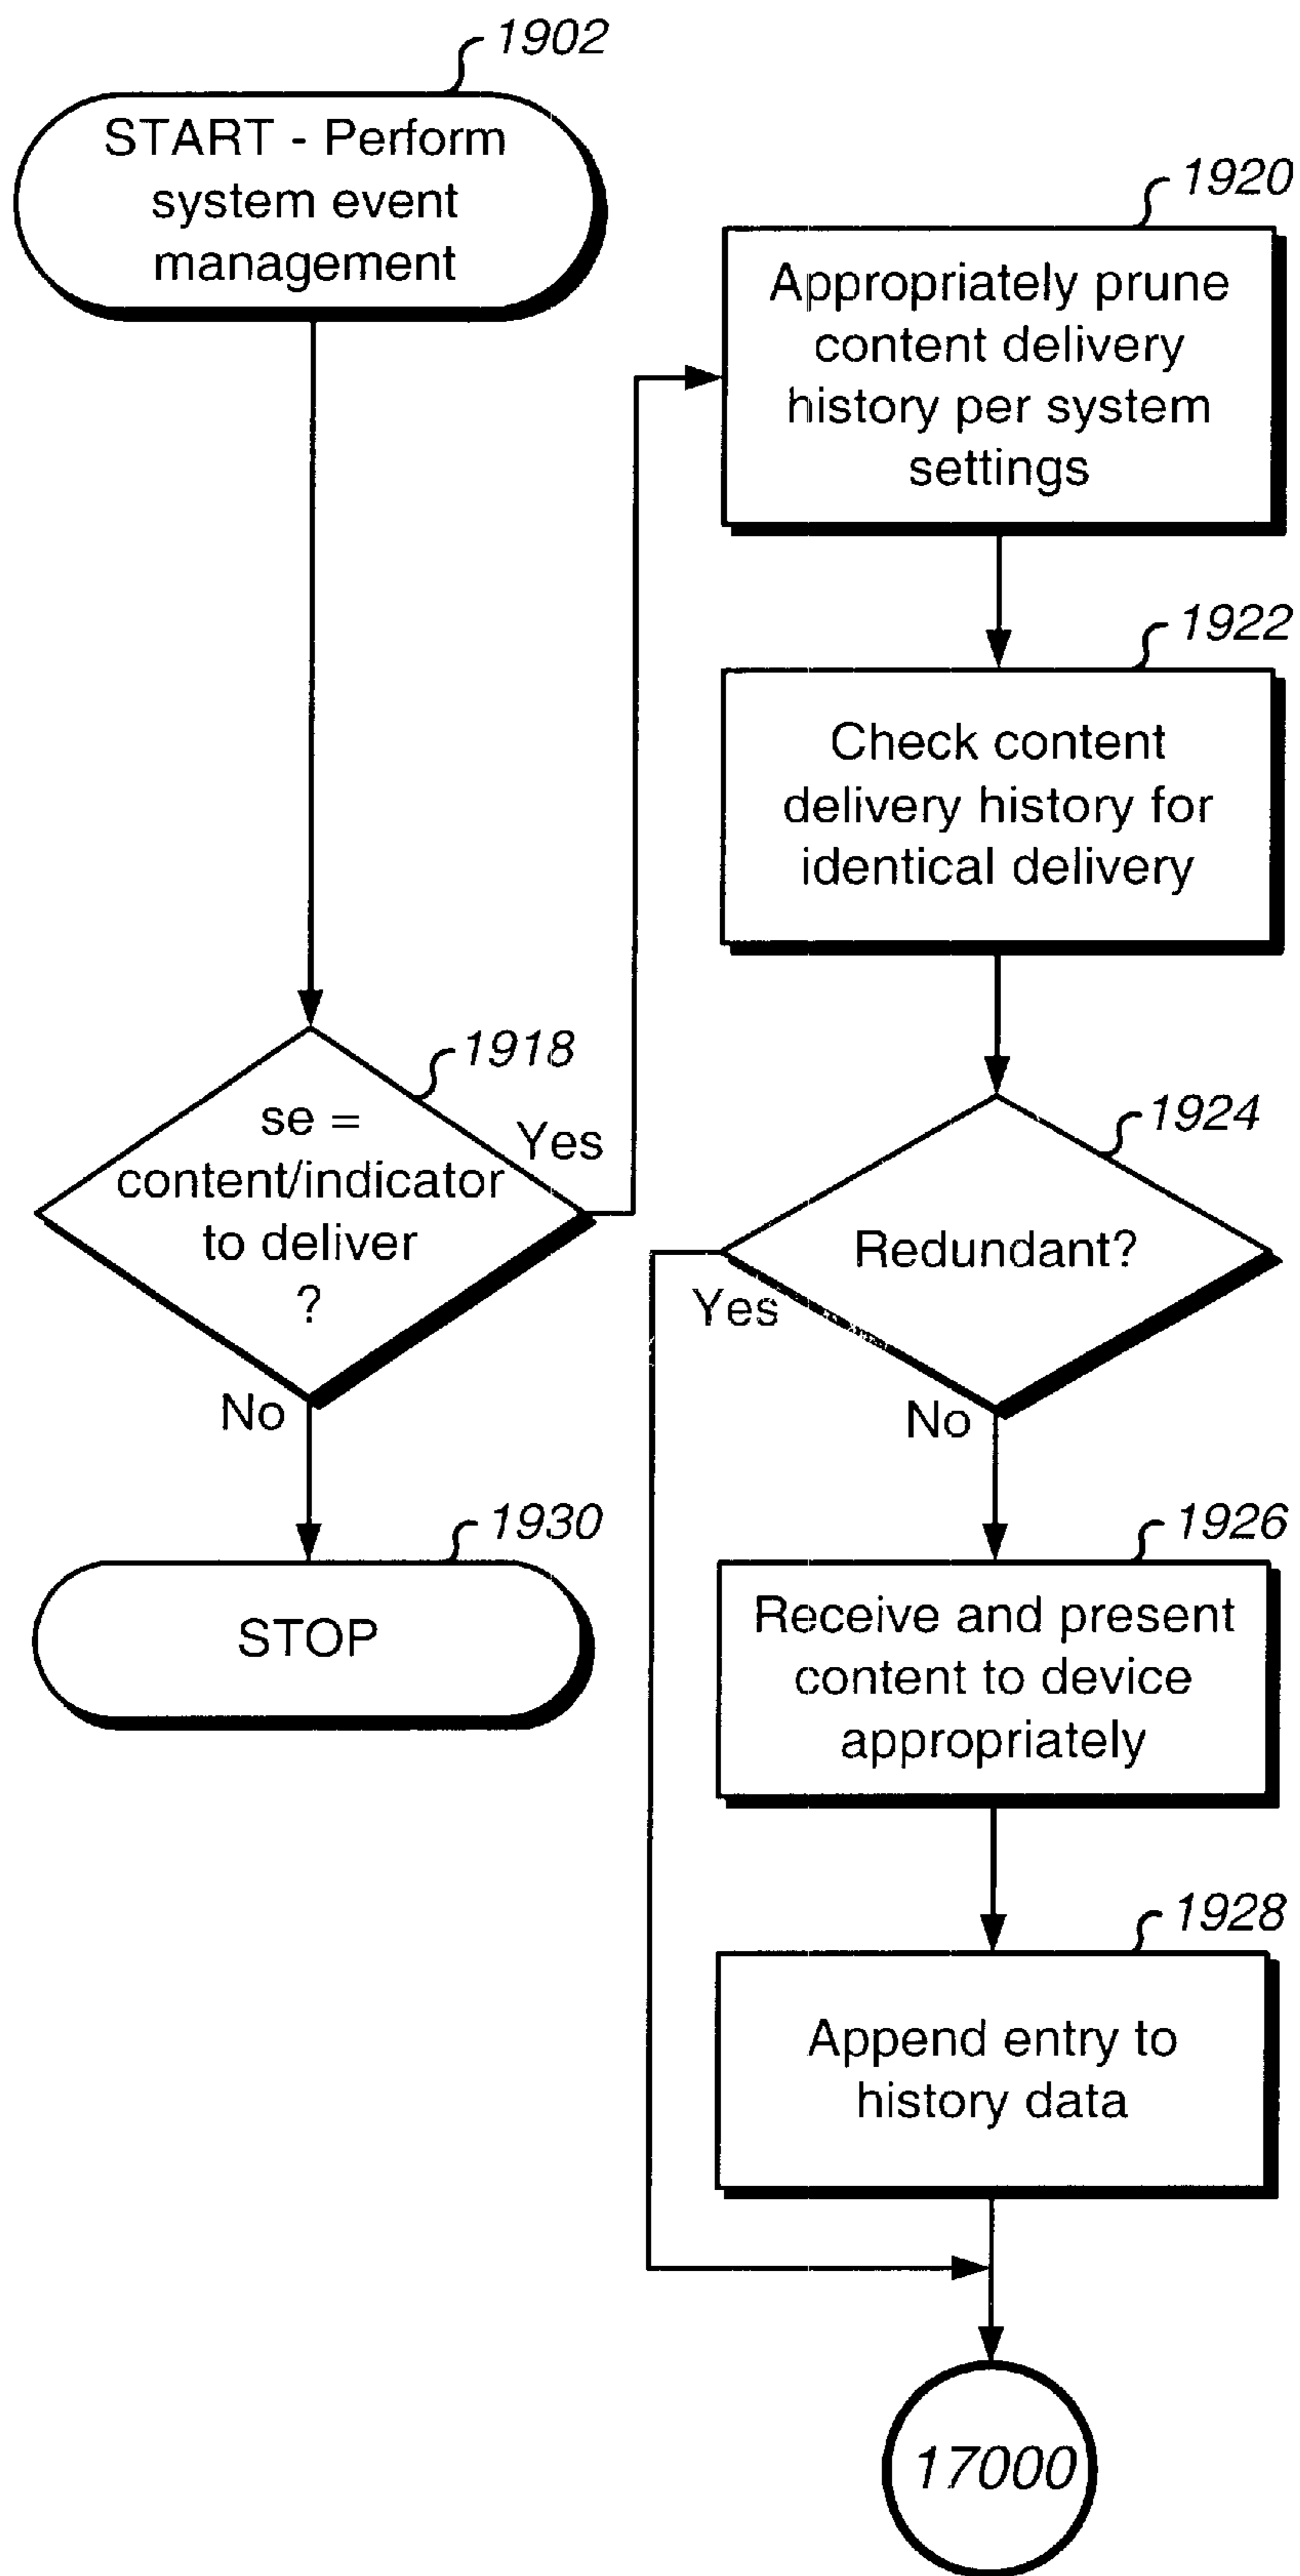 1902
START - Perform
system event
management
1918
se =
content/indicator
to deliver
?
Yes
No
1930
STOP
1920
Appropriately prune
content delivery
history per system
settings
1922
Check content
delivery history for
identical delivery
1924
Redundant?
Yes
No
1926
Receive and present
content to device
appropriately
1928
Append entry to
history data
17000